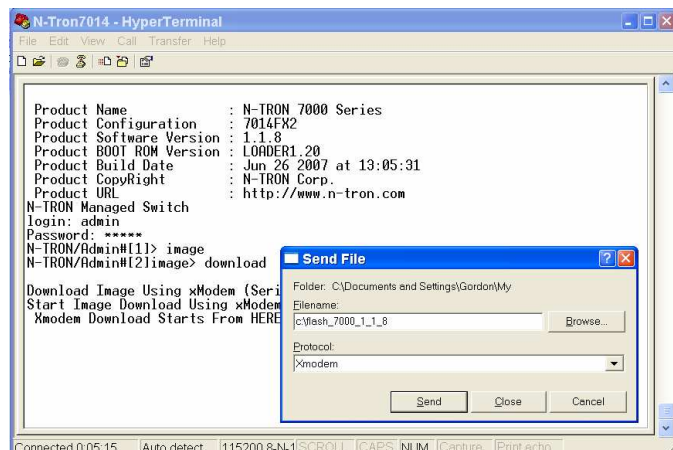 N-Tron7014 - HyperTerminal
File Edit View Call Transfer Help
Product Name : N-TRON 7000 Series
Product Configuration : 7014FX2
Product Software Version : 1.1.8
Product BOOT ROM Version : LOADER1.20
Product Build Date : Jun 26 2007 at 13:05:31
Product CopyRight : N-TRON Corp.
Product URL : http://www.n-tron.com
N-TRON Managed Switch
login: admin
Password: *****
N-TRON/Admin#[1]> image
N-TRON/Admin#[2]image> download
Download Image Using xModem (Seri
Start Image Download Using xModem
Xmodem Download Starts From HERE
Send File
Folder: C:\Documents and Settings\Gordon\My
Filename:
c:\flash_7000_1_1_8
Browse...
Protocol:
Xmodem
Send Close Cancel
Connected 0:05:15 Auto detect 115200 8-N-1 SCROLL CAPS NUM Capture Print echo